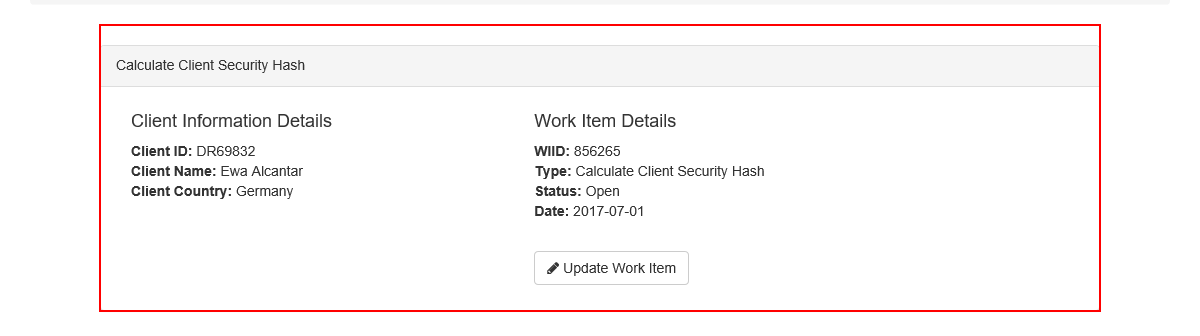 Calculate Client Security Hash
Client Information Details
Client ID: DR69832
Client Name: Ewa Alcantar
Client Country: Germany
Work Item Details
WIID: 856265
Type: Calculate Client Security Hash
Status: Open
Date: 2017-07-01
Update Work Item